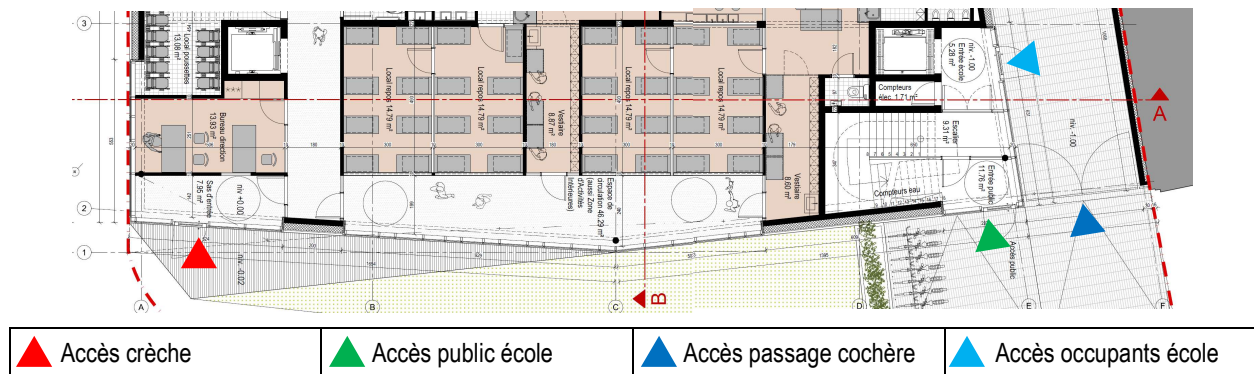 3
2
1
Local poussettes
13.08 m²
Bureau direction
13.93 m²
Sas d'entrée
7.95 m²
niv +0.00
niv. -0.02
Local repos 14.79 m²
Local repos 14.79 m²
Vestiaire
8.87 m²
Local repos 14.79 m²
Local repos 14.79 m²
Espace de
circulation 46.29 m²
(aussi Zone
d'Activités
Intérieures)
Vestiaire
8.60 m²
Compteurs
élec. 1.71 m²
niv. -1.00
Entrée école
5.28 m²
Escalier
9.31 m²
Compteurs eau
Entrée public
11.76 m²
Accès public
niv. -1.00
A
B
A
B
C
D
E
F
Accès crèche
Accès public école
Accès passage cochère
Accès occupants école